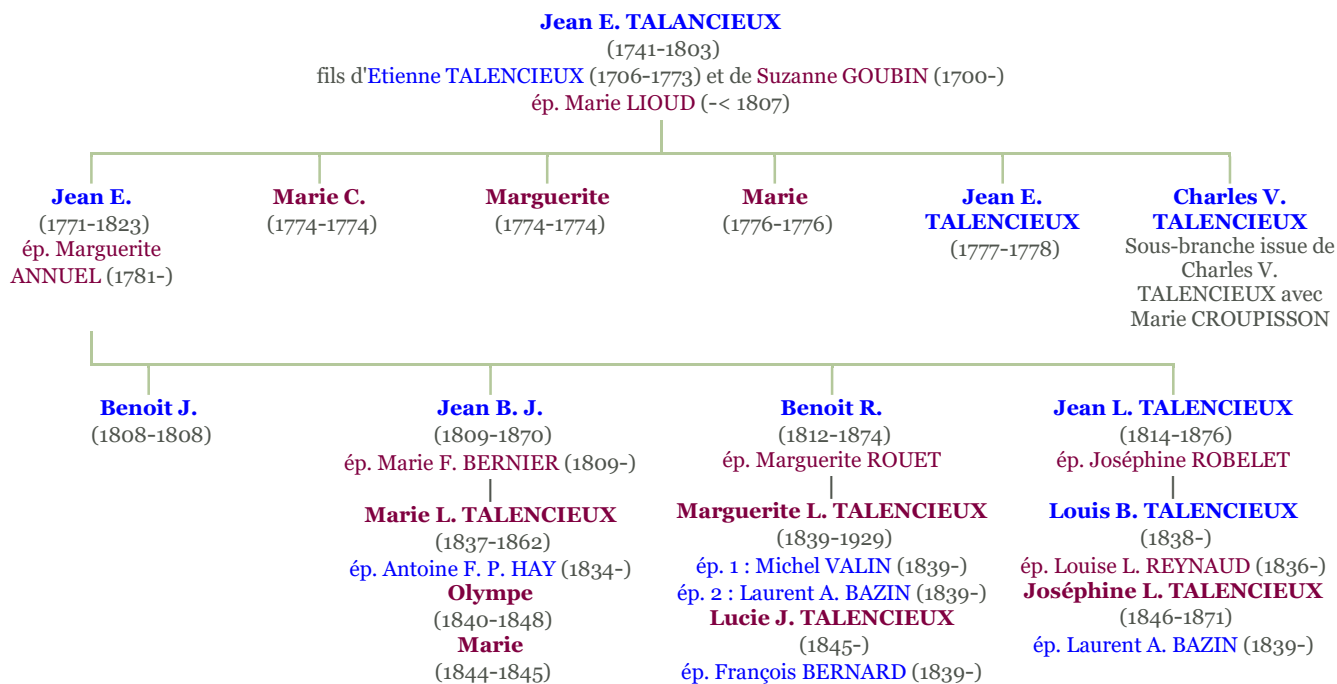 Jean E. TALANCIEUX
(1741-1803)
fils d'Etienne TALENCIEUX (1706-1773) et de Suzanne GOUBIN (1700-)
ép. Marie LIOUD (-< 1807)
Jean E.
(1771-1823)
ép. Marguerite
ANNUEL (1781-)
Marie C.
(1774-1774)
Marguerite
(1774-1774)
Marie
(1776-1776)
Jean E.
TALENCIEUX
(1777-1778)
Charles V.
TALENCIEUX
Sous-branche issue de
Charles V.
TALENCIEUX avec
Marie CROUPISSON
Benoit J.
(1808-1808)
Jean B. J.
(1809-1870)
ép. Marie F. BERNIER (1809-)
Marie L. TALENCIEUX
(1837-1862)
ép. Antoine F. P. HAY (1834-)
Olympe
(1840-1848)
Marie
(1844-1845)
Benoit R.
(1812-1874)
ép. Marguerite ROUET
Marguerite L. TALENCIEUX
(1839-1929)
ép. 1 : Michel VALIN (1839-)
ép. 2 : Laurent A. BAZIN (1839-)
Lucie J. TALENCIEUX
(1845-)
ép. François BERNARD (1839-)
Jean L. TALENCIEUX
(1814-1876)
ép. Joséphine ROBELET
Louis B. TALENCIEUX
(1838-)
ép. Louise L. REYNAUD (1836-)
Joséphine L. TALENCIEUX
(1846-1871)
ép. Laurent A. BAZIN (1839-)